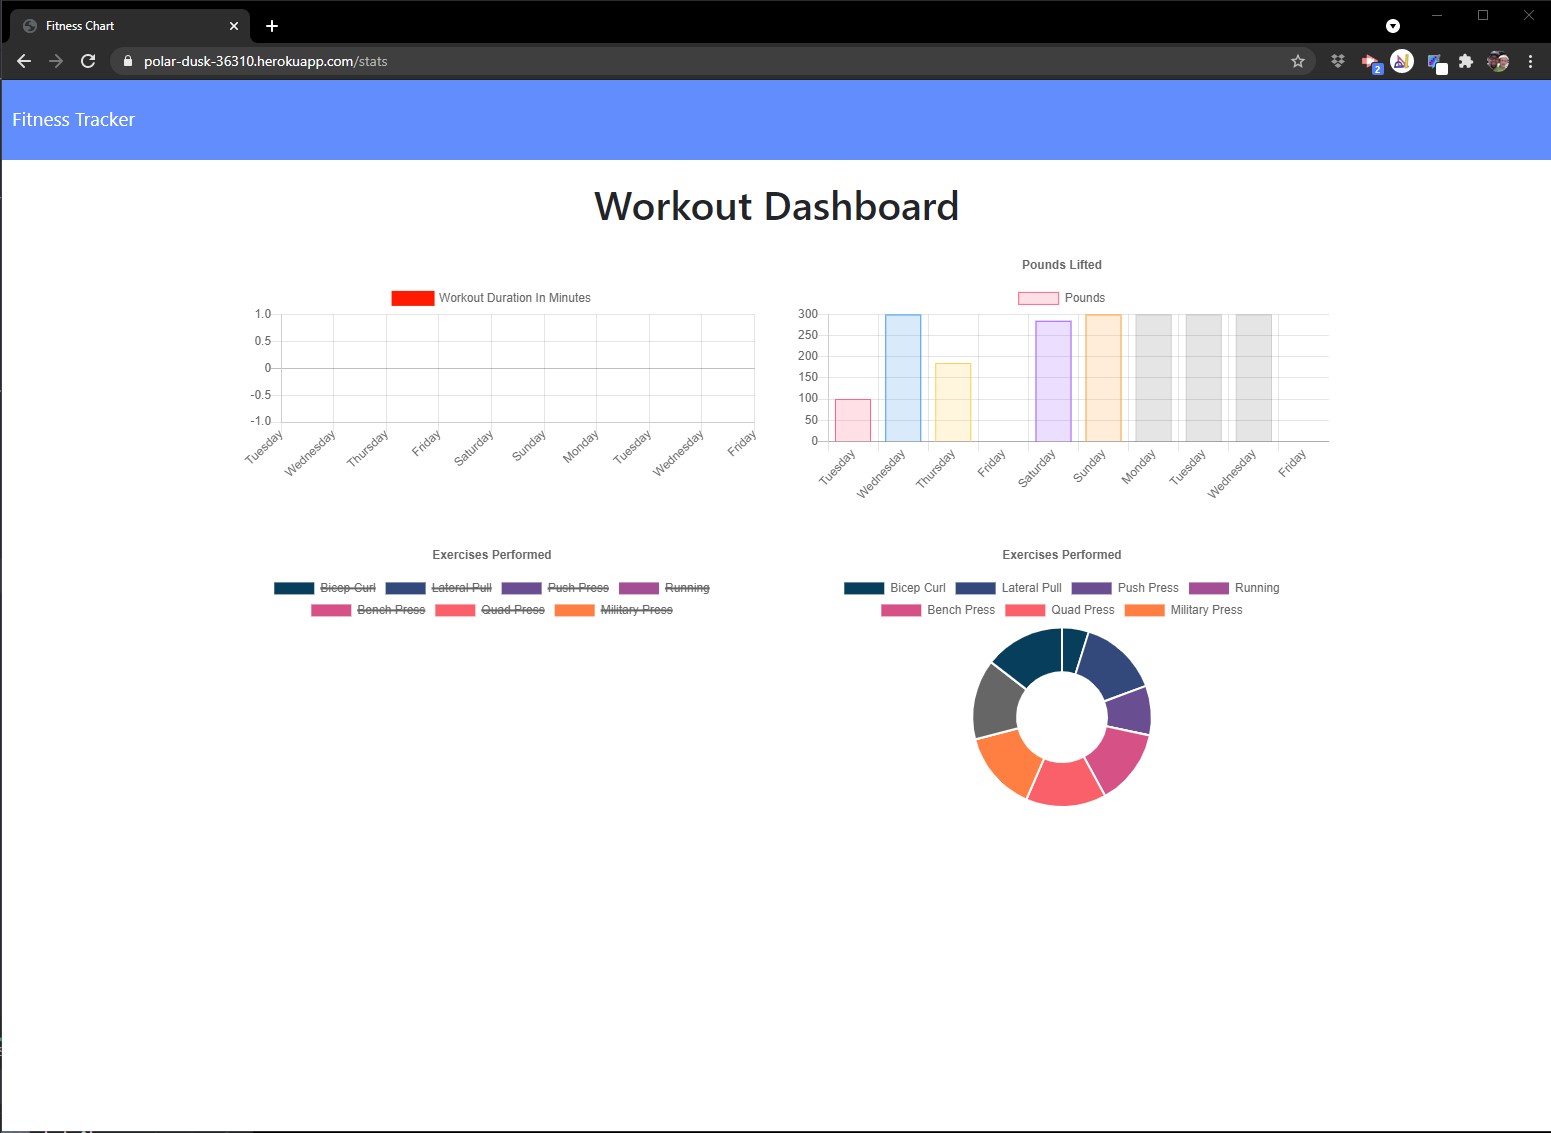 Fitness Chart
polar-dusk-36310.herokuapp.com/stats
2
Fitness Tracker
Workout Dashboard
Workout Duration In Minutes
1.0
0.5
0
-0.5
-1.0
Tuesday Wednesday Thursday Friday Saturday Sunday Monday Tuesday Wednesday Friday
Pounds Lifted
Pounds
300
250
200
150
100
50
0
Tuesday Wednesday Thursday Friday Saturday Sunday Monday Tuesday Wednesday Friday
Exercises Performed
Bicep Curl Lateral Pull Push Press Running
Bench Press Quad Press Military Press
Exercises Performed
Bicep Curl Lateral Pull Push Press Running
Bench Press Quad Press Military Press